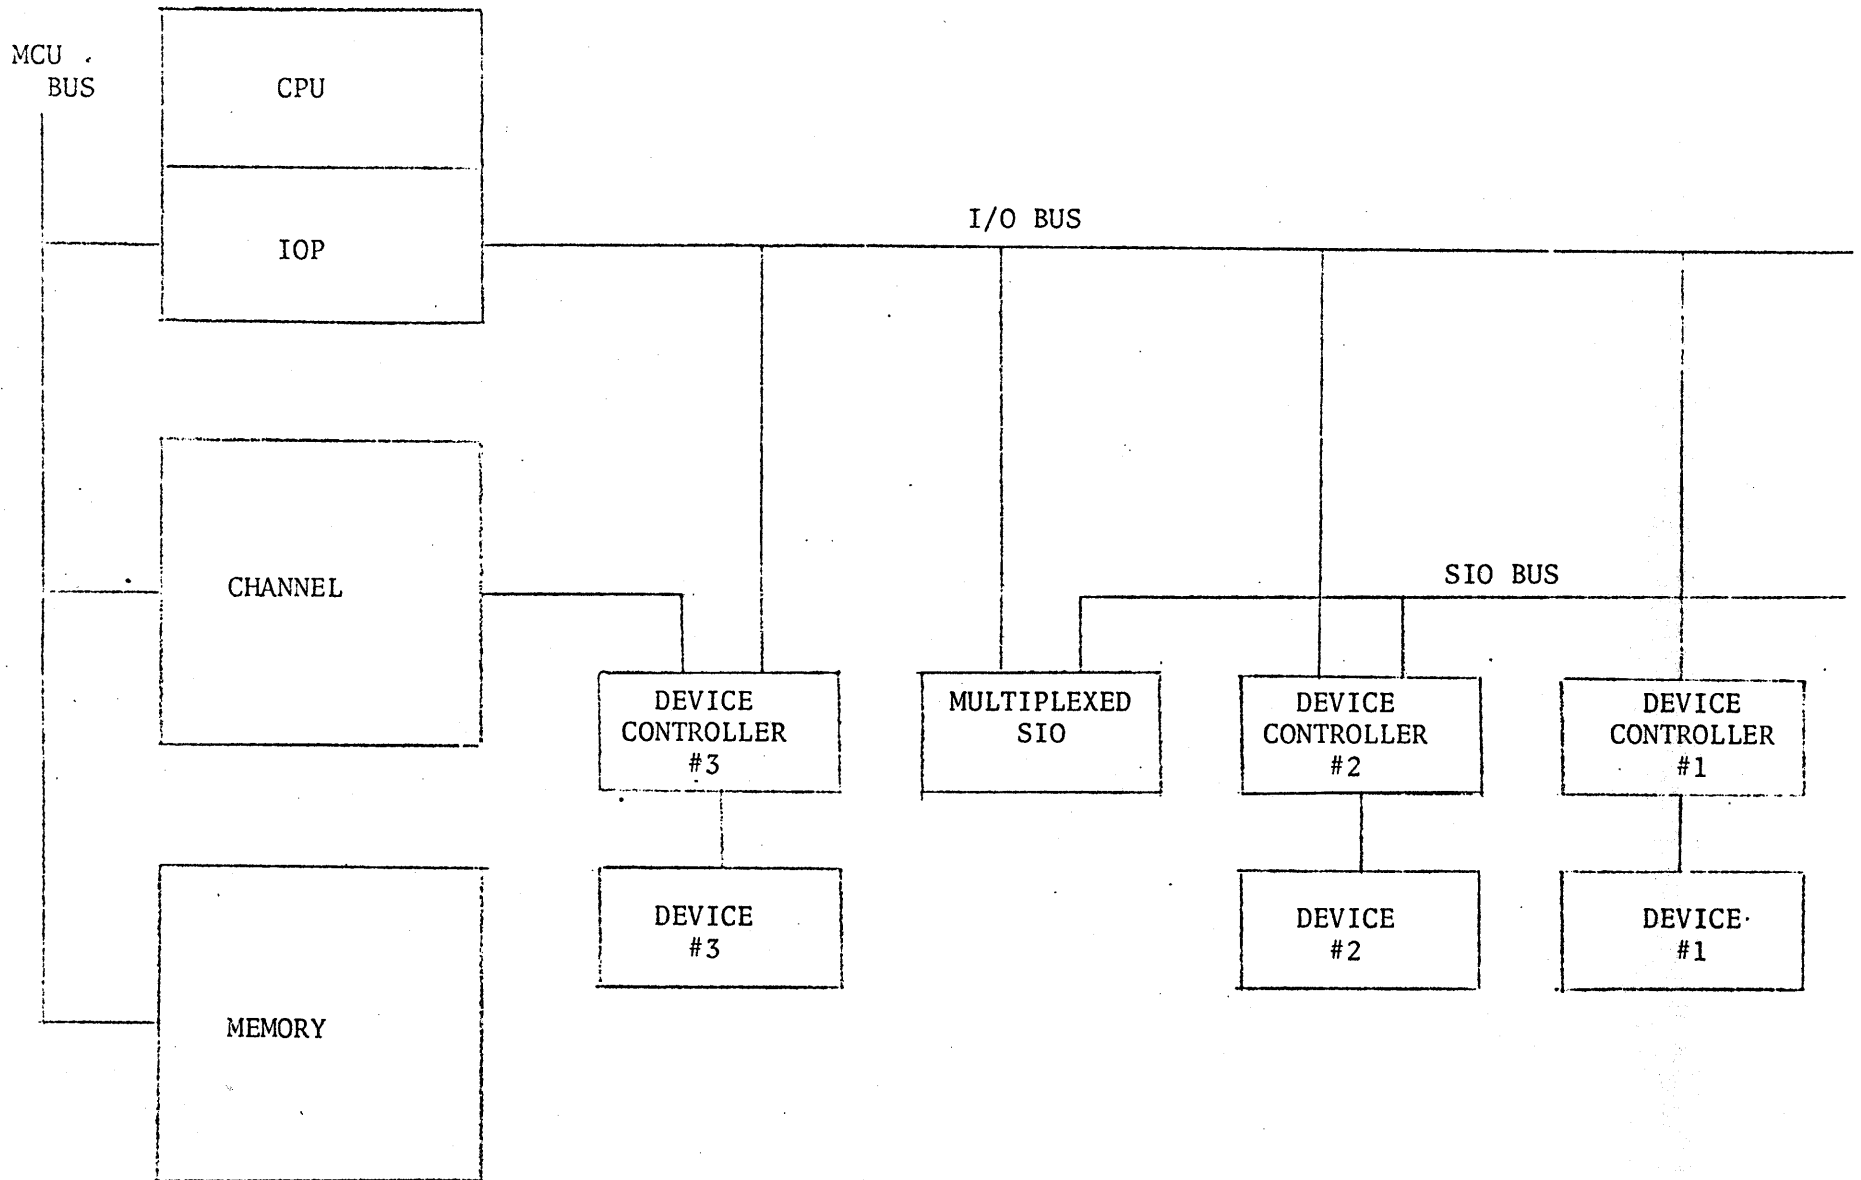 MCU
BUS
CPU
I/O BUS
IOP
SIO BUS
CHANNEL
DEVICE
CONTROLLER
#3
MULTIPLEXED
SIO
DEVICE
CONTROLLER
#2
DEVICE
CONTROLLER
#1
DEVICE
#3
DEVICE
#2
DEVICE
#1
MEMORY